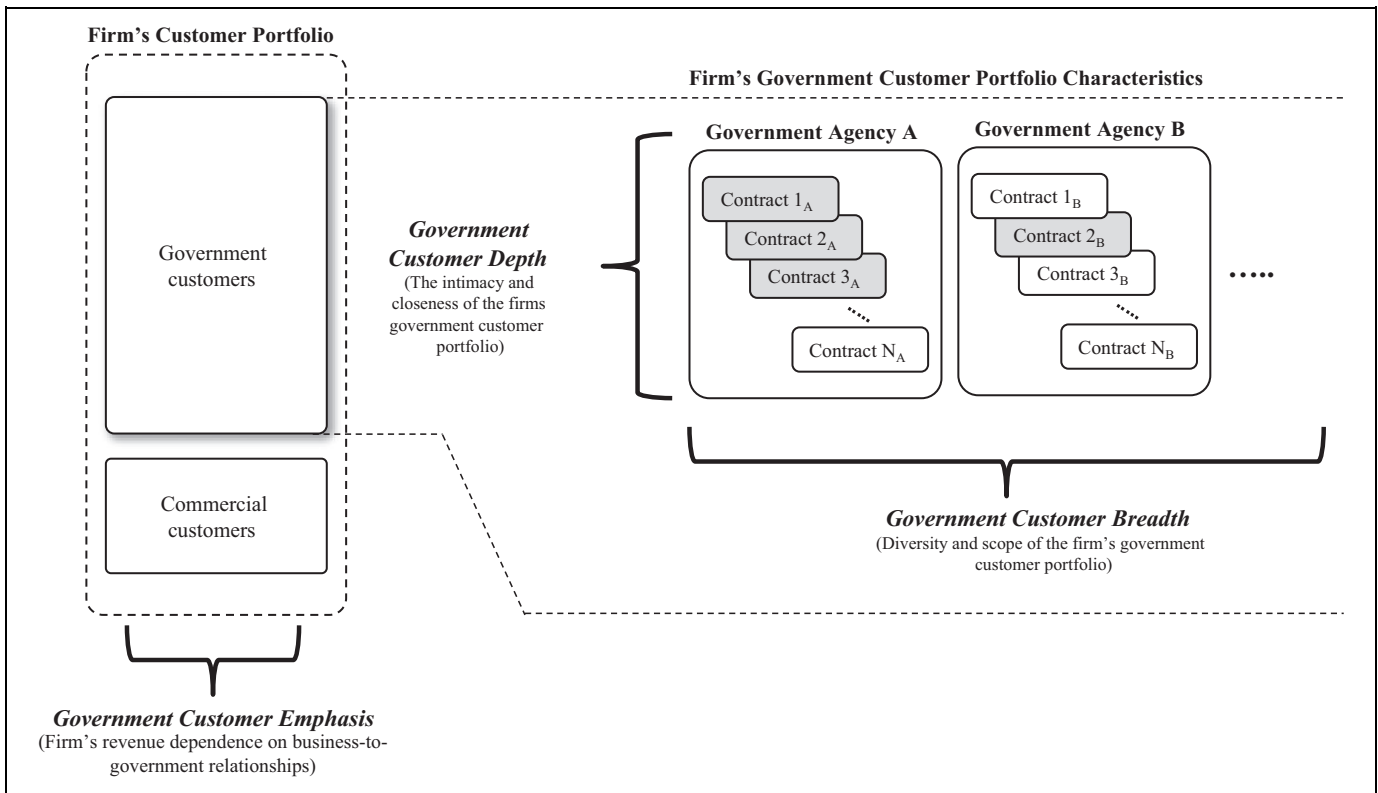 Firm's Customer Portfolio
Government
customers
Commercial
customers
Government Customer Emphasis
(Firm's revenue dependence on business-to-
government relationships)
Firm's Government Customer Portfolio Characteristics
Government
Customer Depth
(The intimacy and
closeness of the firms
government customer
portfolio)
Government Agency A
Contract 1A
Contract 2A
Contract 3A
Contract NA
Government Agency B
Contract 1B
Contract 2B
Contract 3B
Contract NB
.....
Government Customer Breadth
(Diversity and scope of the firm's government
customer portfolio)